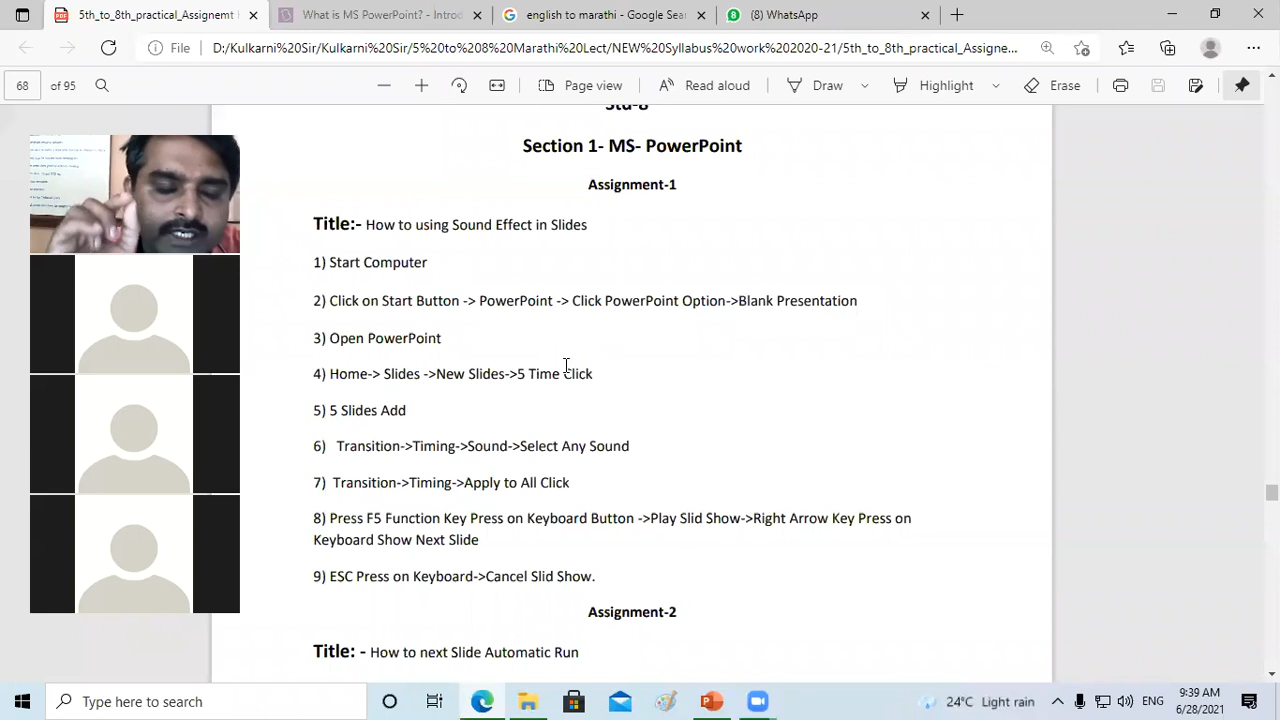 5th_to_8th_practical_Assignment
What is MS PowerPoint? - Introd
editing to marathi - Google Sear
(8) WhatsApp
File
D:/Kulkarni%20Sir/Kulkarni%20Sir/5%20to%208%20Marathi%20Lect/NEW%20Syllabus%20work%202020-21/5th_to_8th_practical_Assigne...
68 of 95
Page view
Read aloud
Draw
Highlight
Erase
Std-8
Section 1- MS- PowerPoint
Assignment-1
Title:- How to using Sound Effect in Slides
1) Start Computer
2) Click on Start Button -> PowerPoint -> Click PowerPoint Option->Blank Presentation
3) Open PowerPoint
4) Home-> Slides ->New Slides->5 Time Click
5) 5 Slides Add
6) Transition->Timing->Sound->Select Any Sound
7) Transition->Timing->Apply to All Click
8) Press F5 Function Key Press on Keyboard Button ->Play Slid Show->Right Arrow Key Press on
Keyboard Show Next Slide
9) ESC Press on Keyboard->Cancel Slid Show.
Assignment-2
Title: - How to next Slide Automatic Run
Type here to search
24°C Light rain
ENG
9:39 AM
6/28/2021